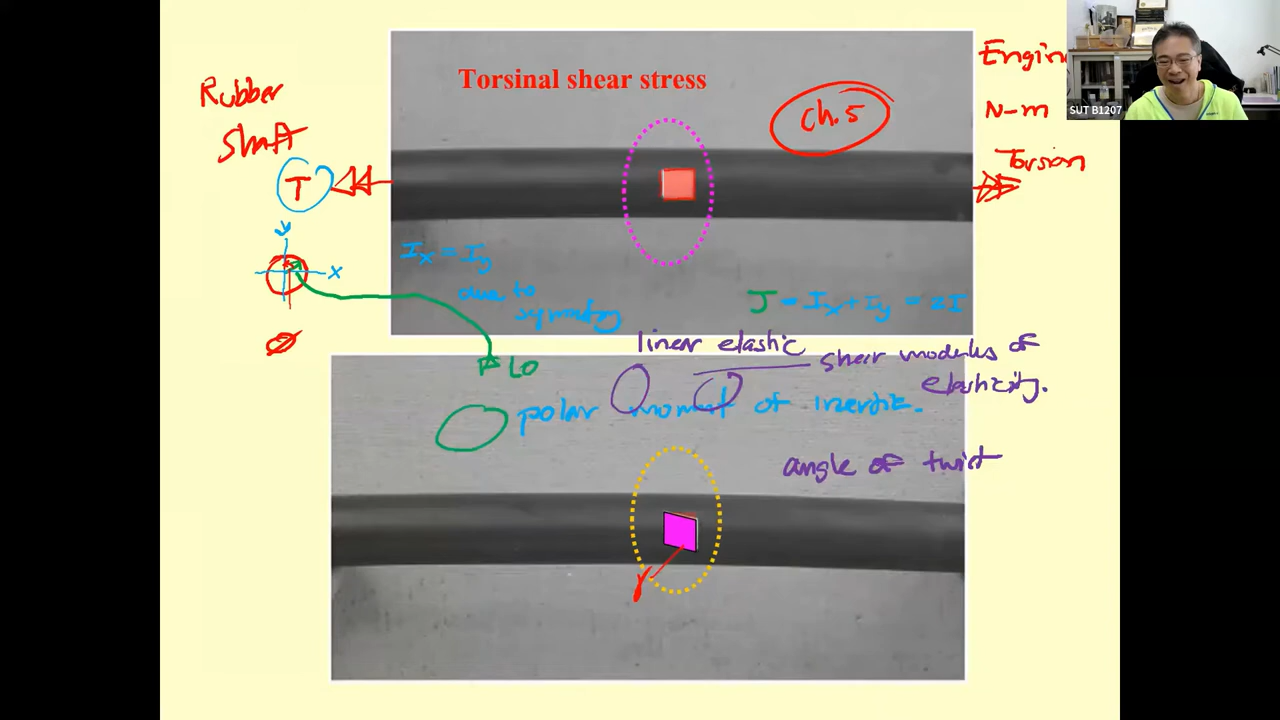 Torsinal shear stress
ch.5
Engin
N-m
Torsion
SUT B1207
Rubber
shaft
T
x
Ix = Iy
due to
symmetry
J = Ix + Iy = 2I
LO
linear elastic
shear modulus of
elasticity.
polar moment of inertia.
angle of twist
γ